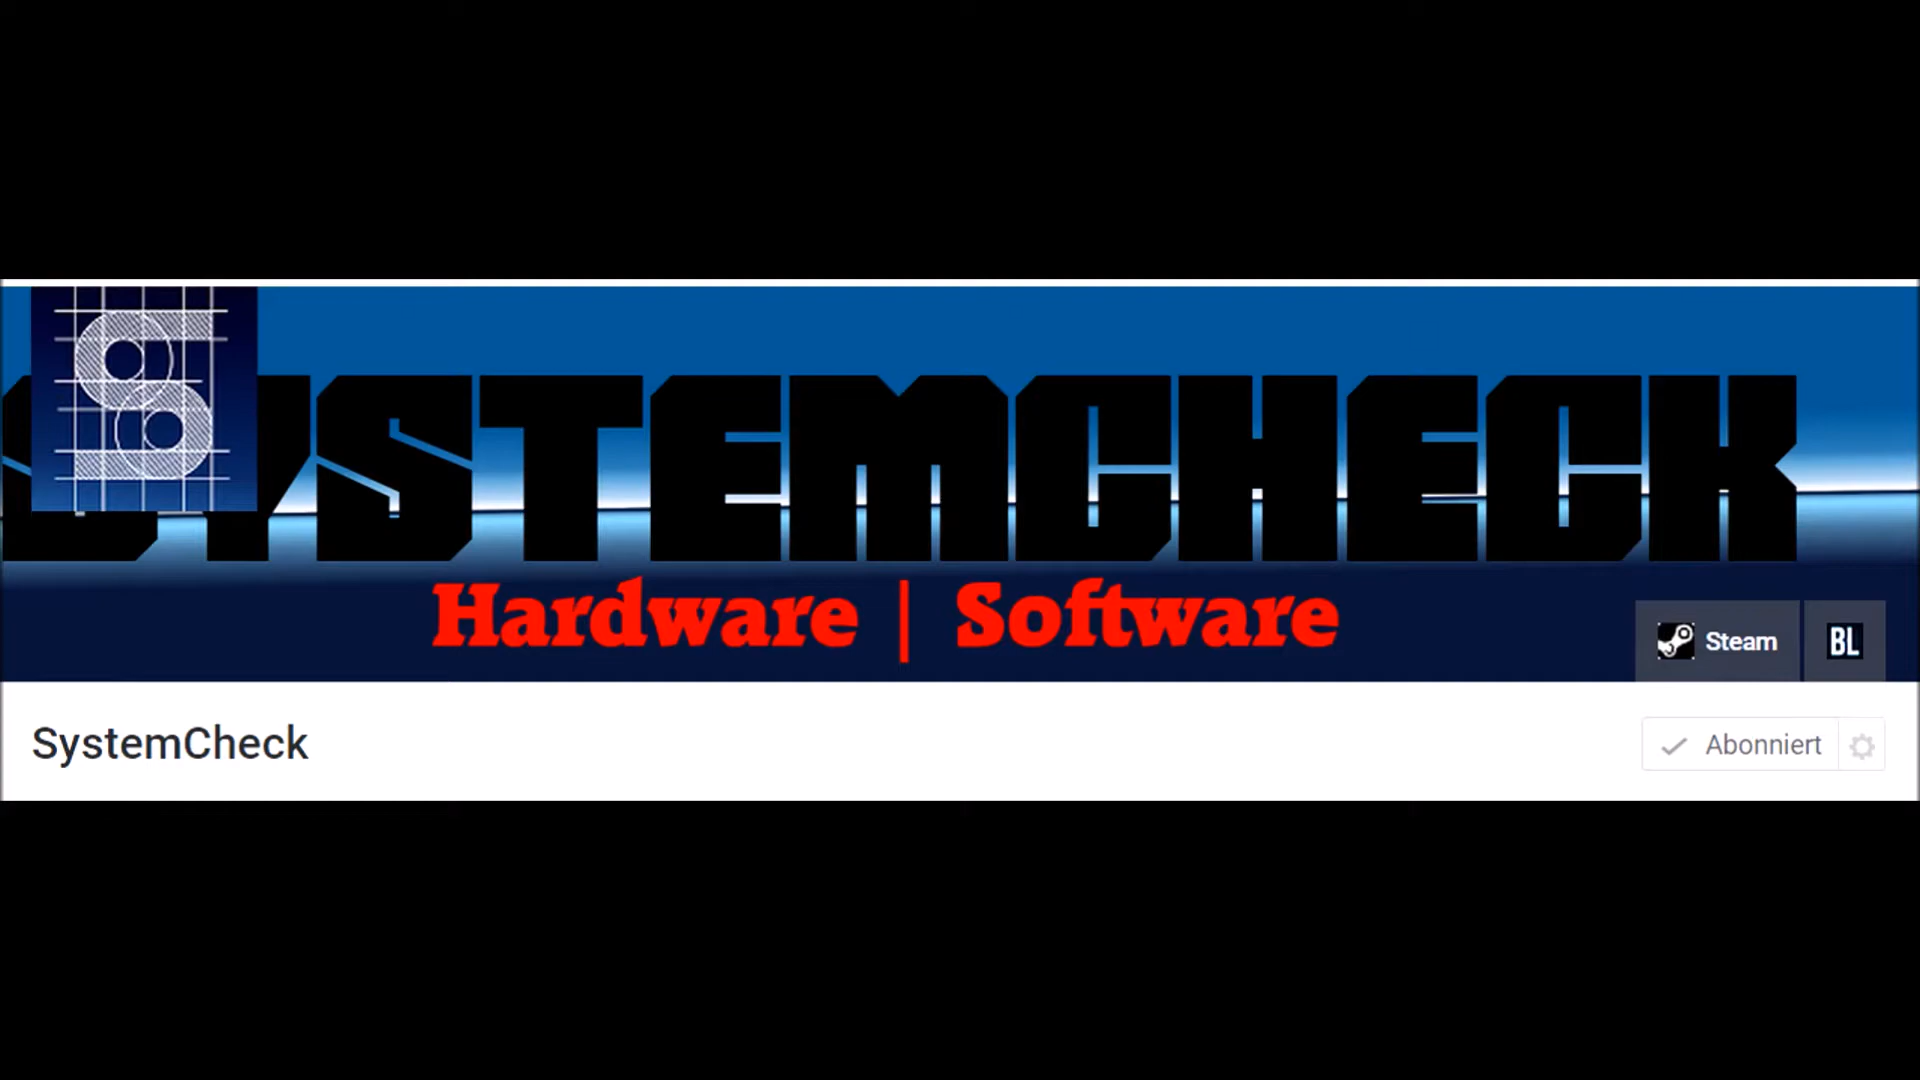 SYSTEMCHECK
Hardware | Software
Steam
BL
SystemCheck
Abonniert